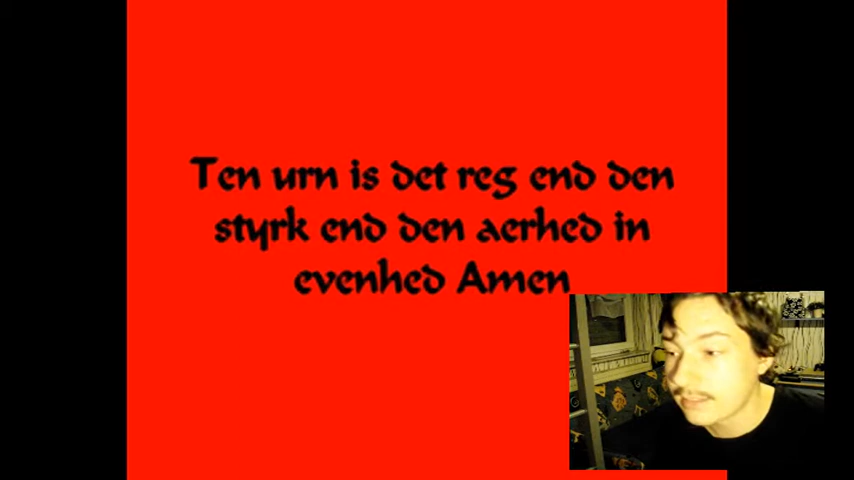 Ten urn is det reg end den
styrk end den aerhed in
evenhed Amen